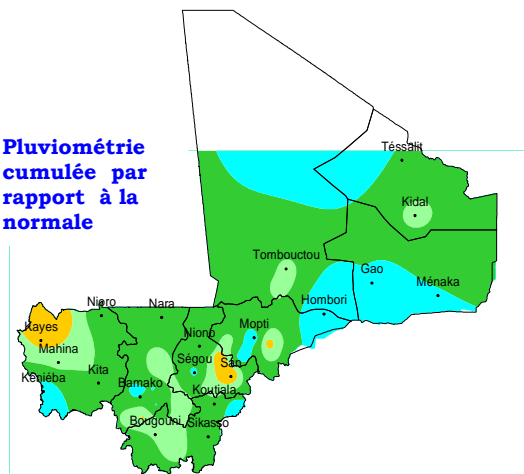 Pluviométrie
cumulée par
rapport à la
normale
Téssalit
Kidal
Tombouctou
Gao
Ménaka
Hombori
Nioro
Nara
Kayes
Niono
Mopti
Mahina
Ségou
San
Kéniéba
Kita
Bamako
Koutiala
Bougouni
Sikasso